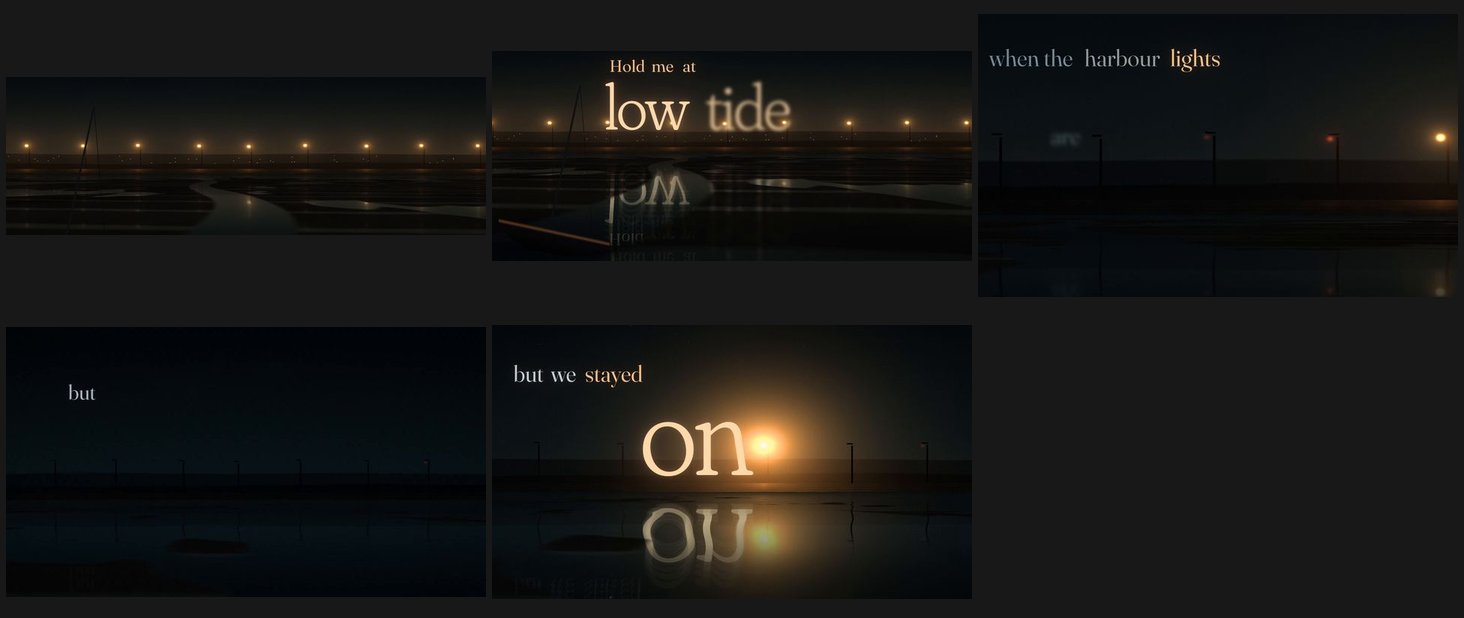 Hold me at
low tide
when the harbour lights
are
but
but we stayed
on